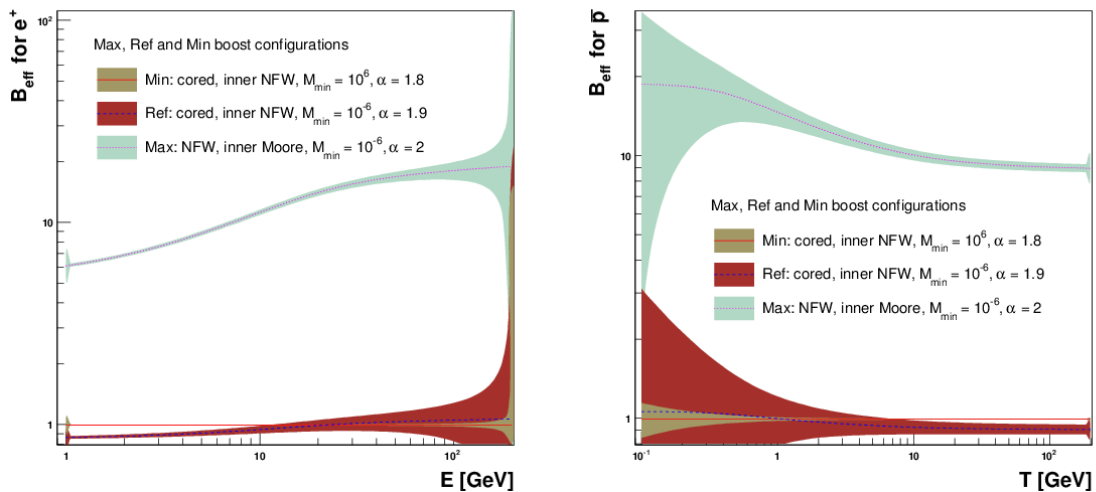 B_eff for e⁺
10²
10
1
Max, Ref and Min boost configurations
Min: cored, inner NFW, M_min = 10⁶, α = 1.8
Ref: cored, inner NFW, M_min = 10⁻⁶, α = 1.9
Max: NFW, inner Moore, M_min = 10⁻⁶, α = 2
1
10
10²
E [GeV]
B_eff for p̅
10
1
Max, Ref and Min boost configurations
Min: cored, inner NFW, M_min = 10⁶, α = 1.8
Ref: cored, inner NFW, M_min = 10⁻⁶, α = 1.9
Max: NFW, inner Moore, M_min = 10⁻⁶, α = 2
10⁻¹
1
10
10²
T [GeV]